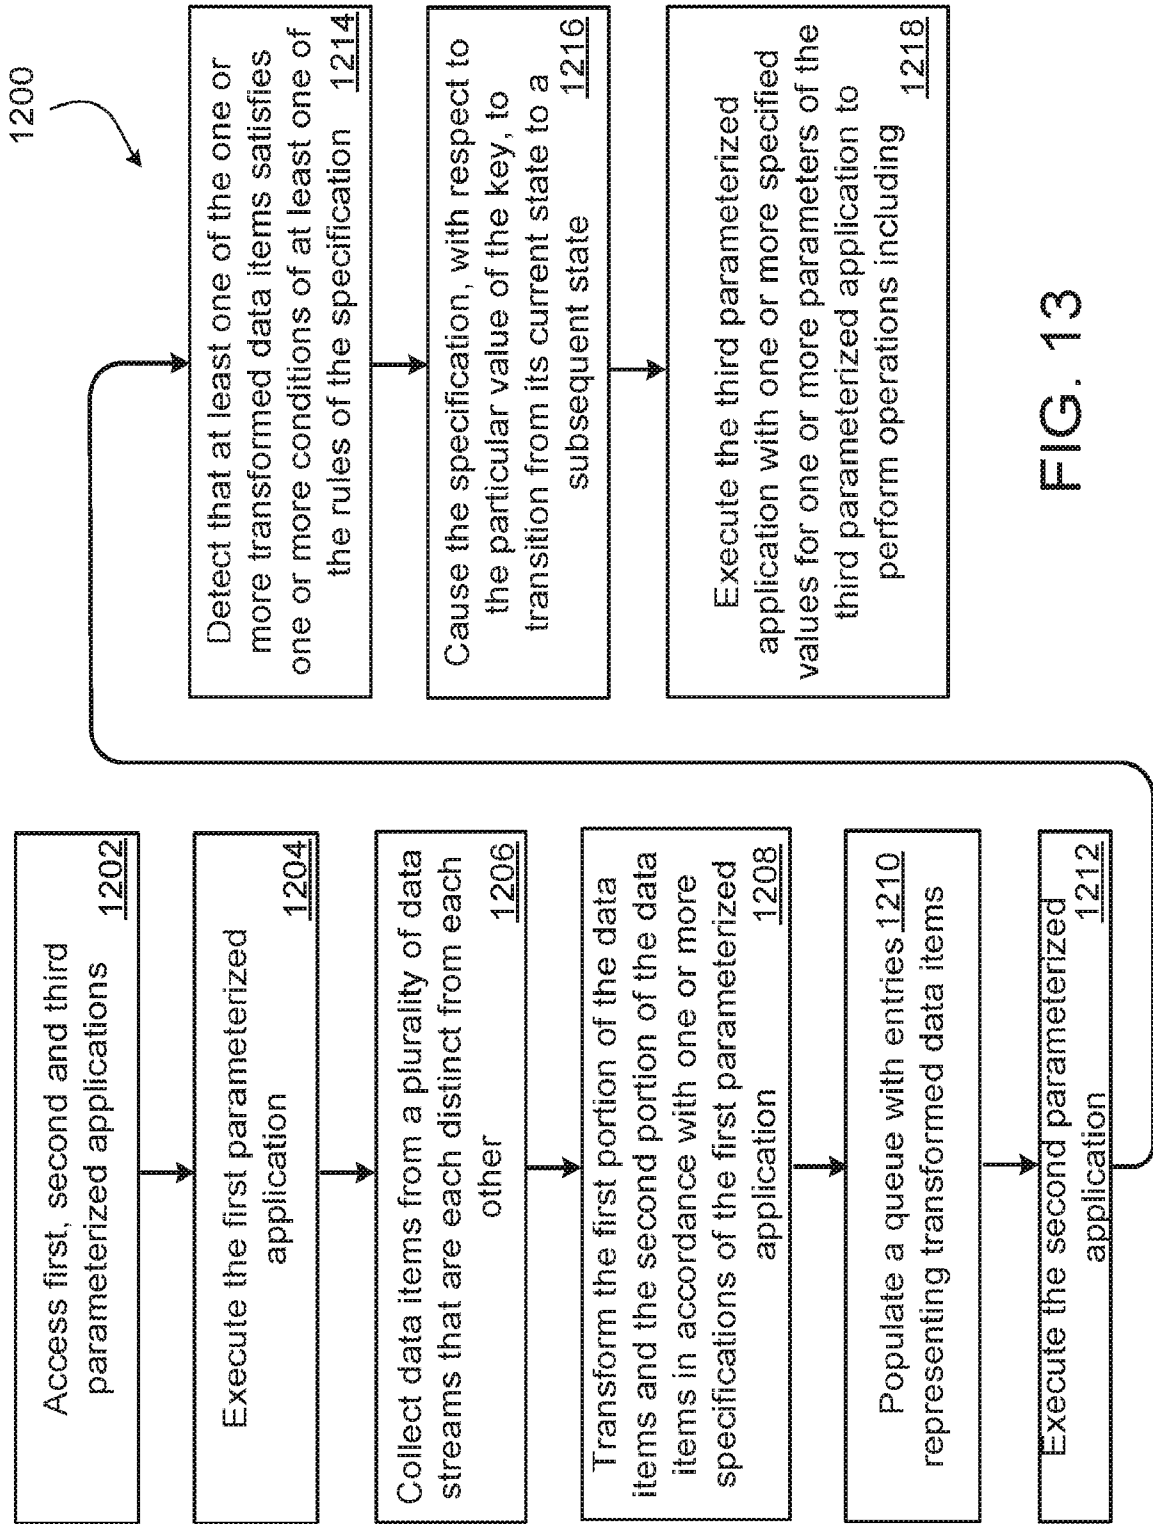 1200
Access first, second and third
parameterized applications
1202
Execute the first parameterized
application
1204
Collect data items from a plurality of data
streams that are each distinct from each
other
1206
Transform the first portion of the data
items and the second portion of the data
items in accordance with one or more
specifications of the first parameterized
application
1208
Populate a queue with entries
representing transformed data items
1210
Execute the second parameterized
application
1212
Detect that at least one of the one or
more transformed data items satisfies
one or more conditions of at least one of
the rules of the specification
1214
Cause the specification, with respect to
the particular value of the key, to
transition from its current state to a
subsequent state
1216
Execute the third parameterized
application with one or more specified
values for one or more parameters of the
third parameterized application to
perform operations including
1218
FIG. 13